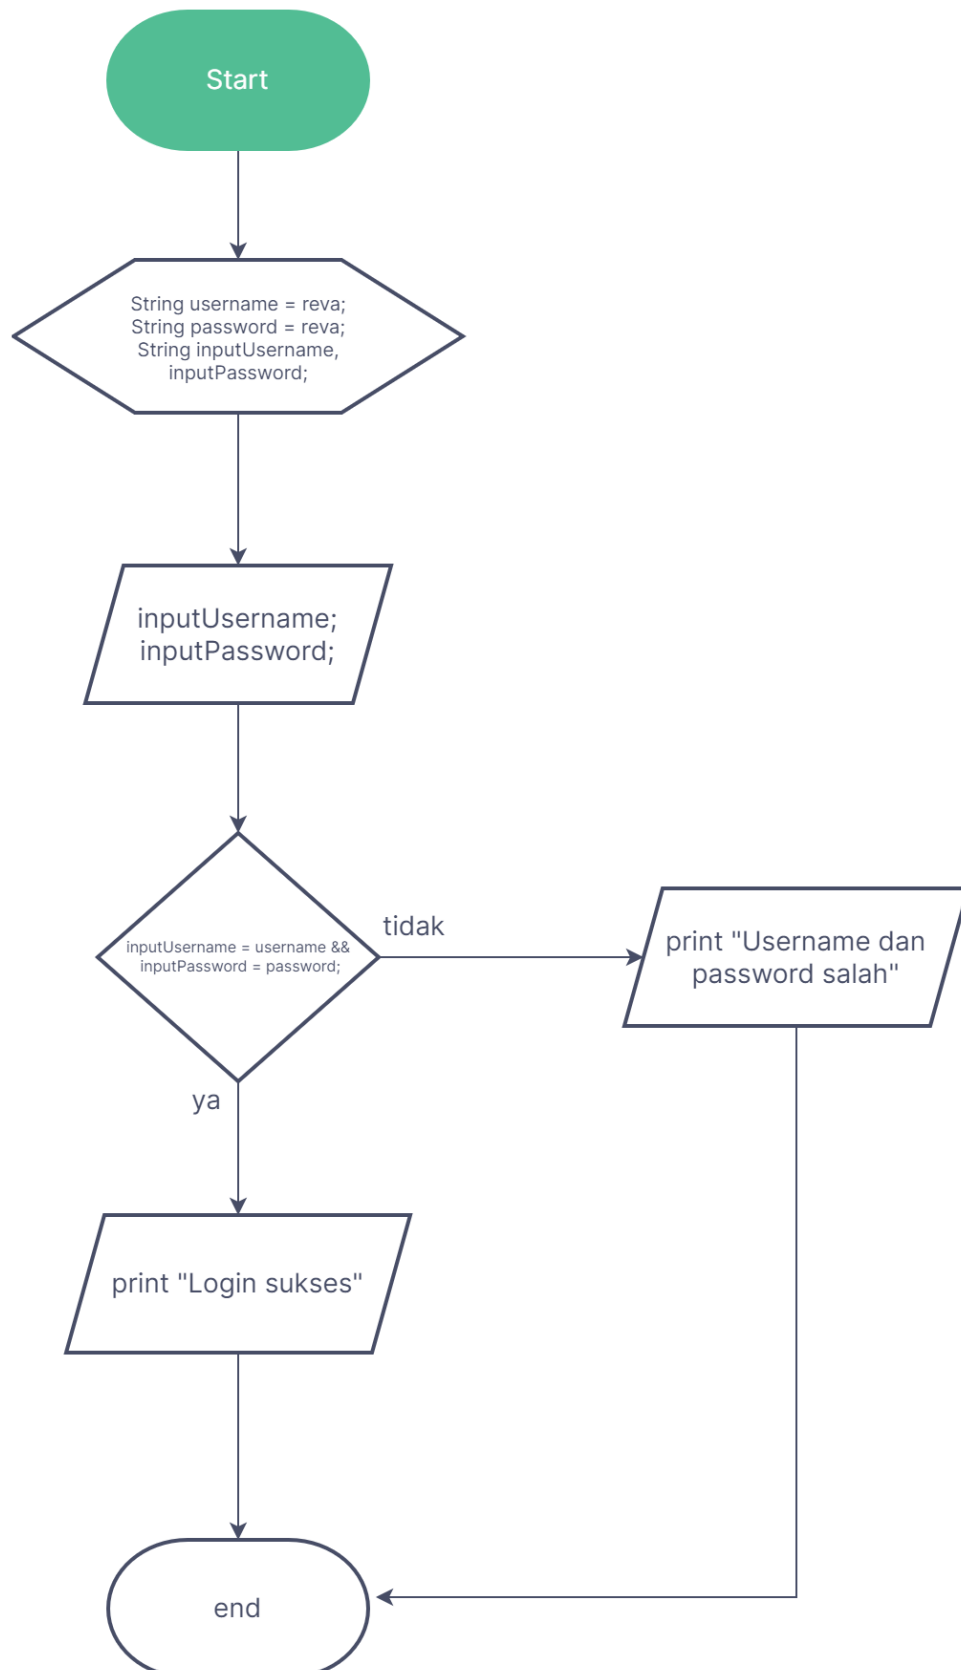 Start
String username = reva;
String password = reva;
String inputUsername,
inputPassword;
inputUsername;
inputPassword;
inputUsername = username &&
inputPassword = password;
tidak
print "Username dan
password salah"
ya
print "Login sukses"
end